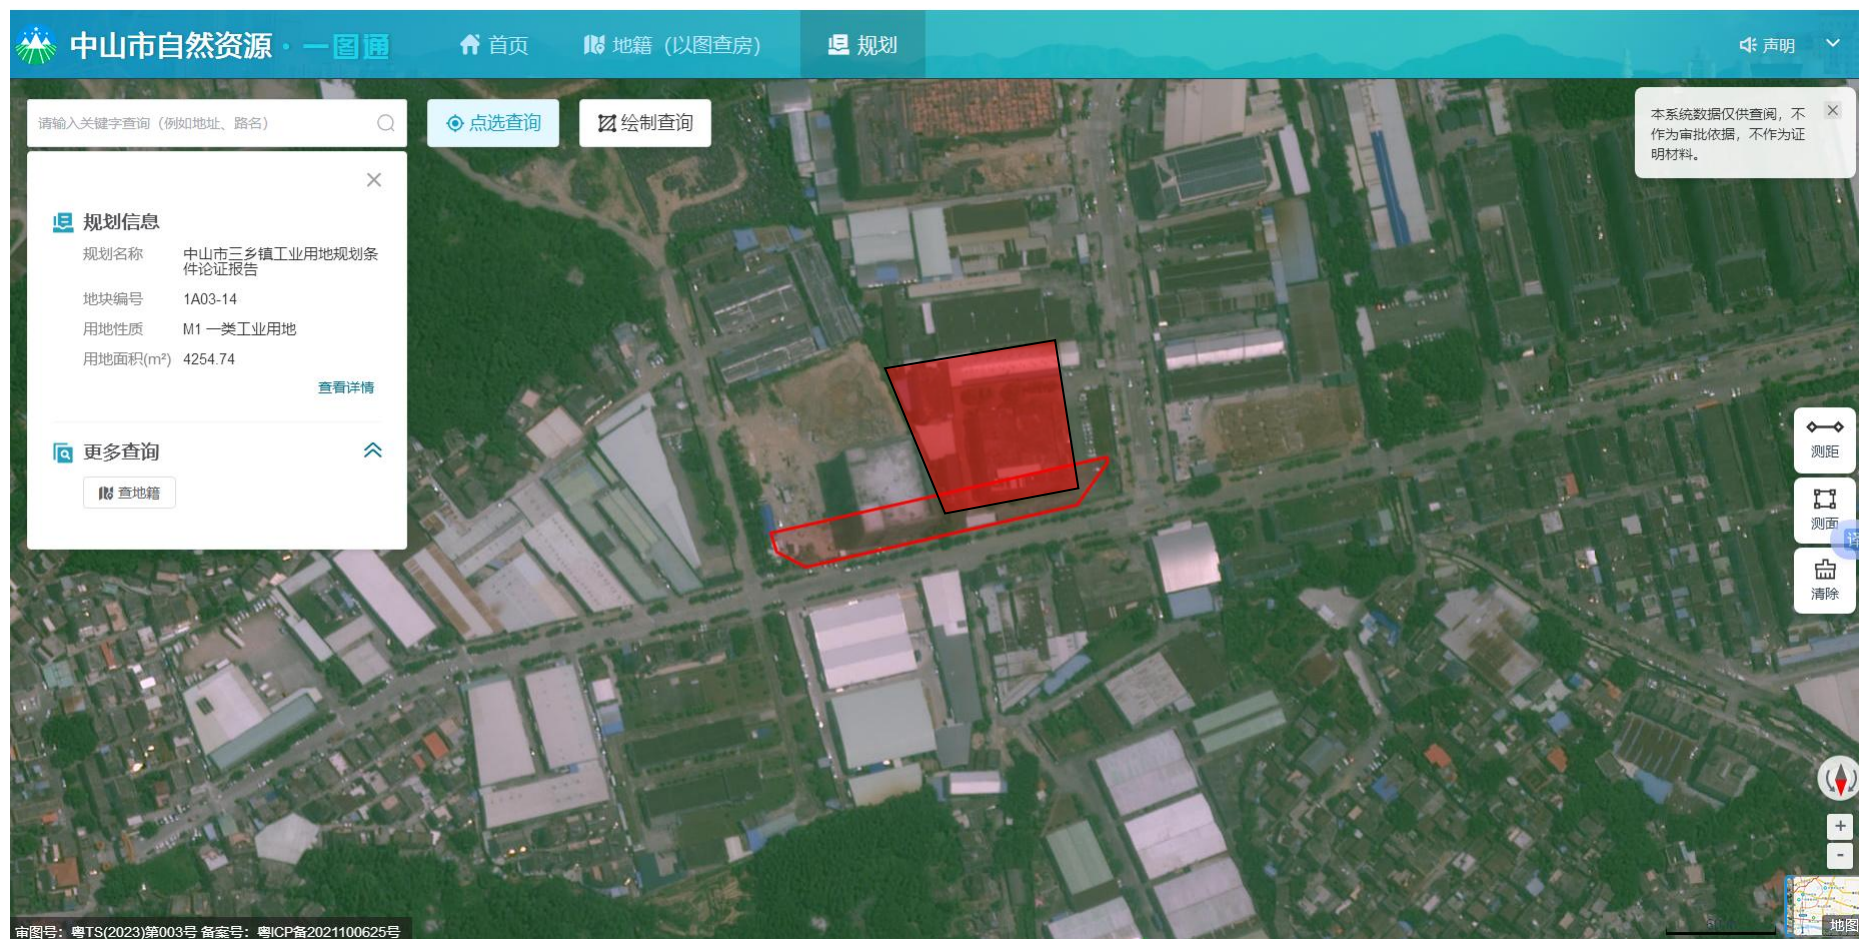 中山市自然资源·一图通
首页
地籍（以图查房）
规划
声明
请输入关键字查询（例如地址、路名）
点选查询
绘制查询
本系统数据仅供查阅，不
作为审批依据，不作为证
明材料。
规划信息
规划名称 中山市三乡镇工业用地规划条
件论证报告
地块编号 1A03-14
用地性质 M1 一类工业用地
用地面积(m²) 4254.74
查看详情
更多查询
查地籍
测距
测面
译
清除
+
-
地图
审图号：粤TS(2023)第003号 备案号：粤ICP备2021100625号